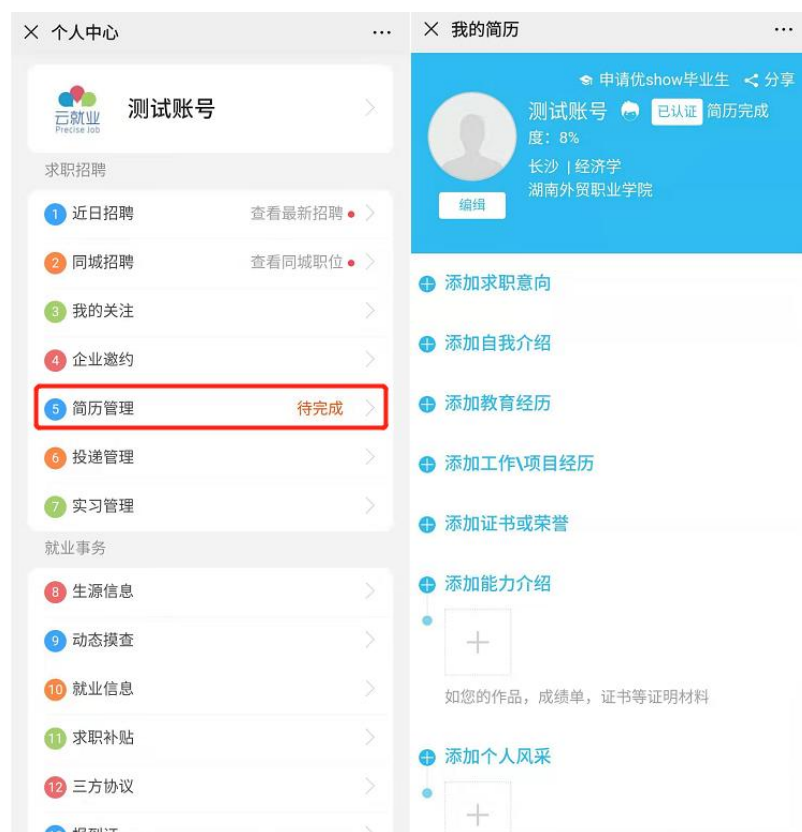 个人中心
云就业
Precise Job
测试账号
求职招聘
1 近日招聘 查看最新招聘
2 同城招聘 查看同城职位
3 我的关注
4 企业邀约
5 简历管理 待完成
6 投递管理
7 实习管理
就业事务
8 生源信息
9 动态摸查
10 就业信息
11 求职补贴
12 三方协议
我的简历
申请优show毕业生 分享
测试账号 已认证 简历完成
度：8%
长沙 | 经济学
湖南外贸职业学院
编缉
添加求职意向
添加自我介绍
添加教育经历
添加工作\项目经历
添加证书或荣誉
添加能力介绍
如您的作品，成绩单，证书等证明材料
添加个人风采